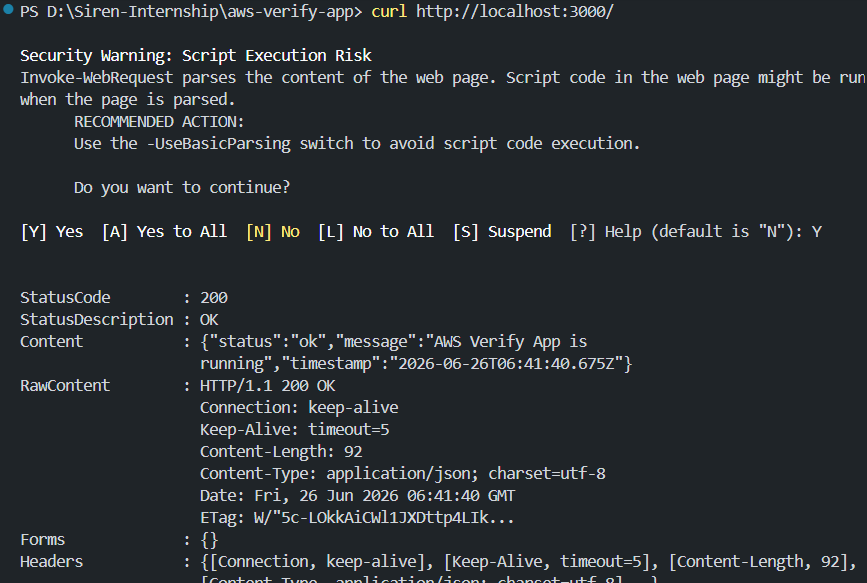 PS D:\Siren-Internship\aws-verify-app> curl http://localhost:3000/
Security Warning: Script Execution Risk
Invoke-WebRequest parses the content of the web page. Script code in the web page might be run
when the page is parsed.
RECOMMENDED ACTION:
Use the -UseBasicParsing switch to avoid script code execution.
Do you want to continue?
[Y] Yes [A] Yes to All [N] No [L] No to All [S] Suspend [?] Help (default is "N"): Y
StatusCode : 200
StatusDescription : OK
Content : {"status":"ok","message":"AWS Verify App is
running","timestamp":"2026-06-26T06:41:40.675Z"}
RawContent : HTTP/1.1 200 OK
Connection: keep-alive
Keep-Alive: timeout=5
Content-Length: 92
Content-Type: application/json; charset=utf-8
Date: Fri, 26 Jun 2026 06:41:40 GMT
ETag: W/"5c-LOkkAiCWl1JXDttp4LIk...
Forms : {}
Headers : {[Connection, keep-alive], [Keep-Alive, timeout=5], [Content-Length, 92],
[Content-Type, application/json; charset=utf-8]...}